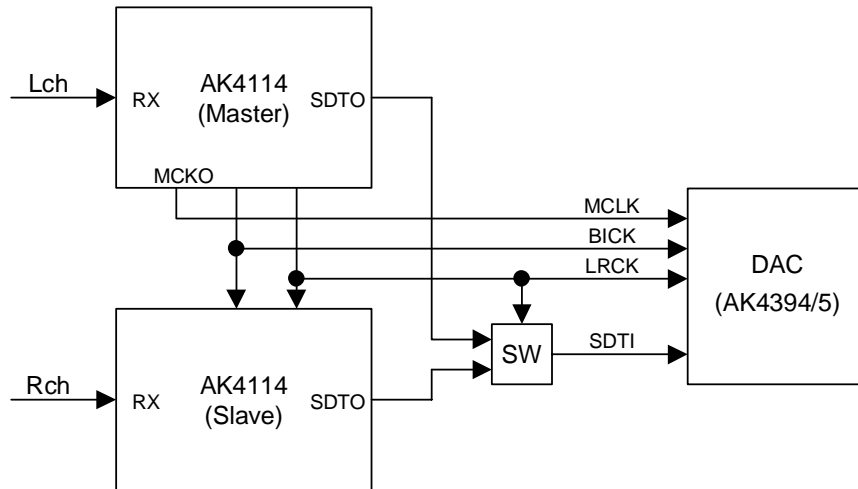 Lch
RX
AK4114
(Master)
SDTO
MCKO
MCLK
BICK
LRCK
DAC
(AK4394/5)
SW
SDTI
Rch
RX
AK4114
(Slave)
SDTO